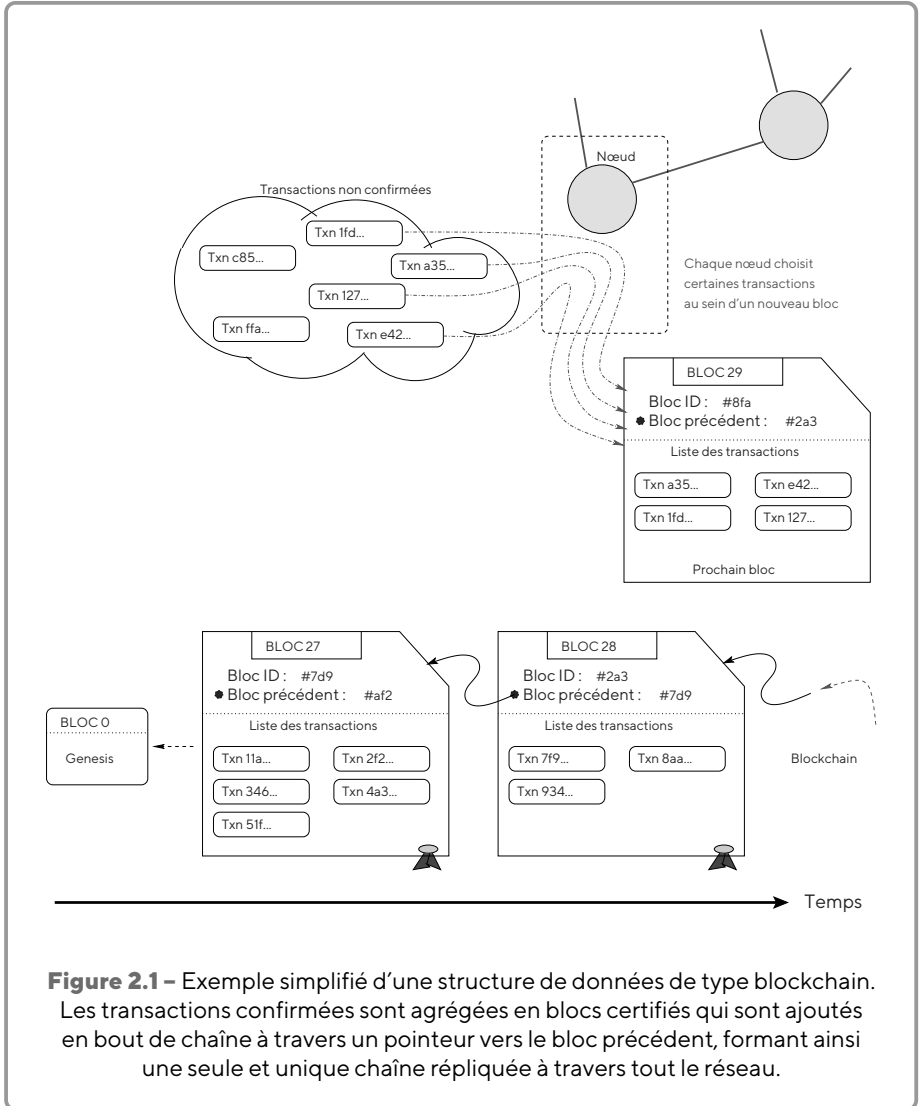 Nœud
Transactions non confirmées
Txn 1fd...
Txn c85...
Txn a35...
Txn 127...
Txn ffa...
Txn e42...
Chaque nœud choisit
certaines transactions
au sein d'un nouveau bloc
BLOC 29
Bloc ID : #8fa
Bloc précédent : #2a3
Liste des transactions
Txn a35... Txn e42...
Txn 1fd... Txn 127...
Prochain bloc
BLOC 0
Genesis
BLOC 27
Bloc ID : #7d9
Bloc précédent : #af2
Liste des transactions
Txn 11a... Txn 2f2...
Txn 346... Txn 4a3...
Txn 51f...
BLOC 28
Bloc ID : #2a3
Bloc précédent : #7d9
Liste des transactions
Txn 7f9... Txn 8aa...
Txn 934...
Blockchain
Temps
Figure 2.1 – Exemple simplifié d'une structure de données de type blockchain.
Les transactions confirmées sont agrégées en blocs certifiés qui sont ajoutés
en bout de chaîne à travers un pointeur vers le bloc précédent, formant ainsi
une seule et unique chaîne répliquée à travers tout le réseau.